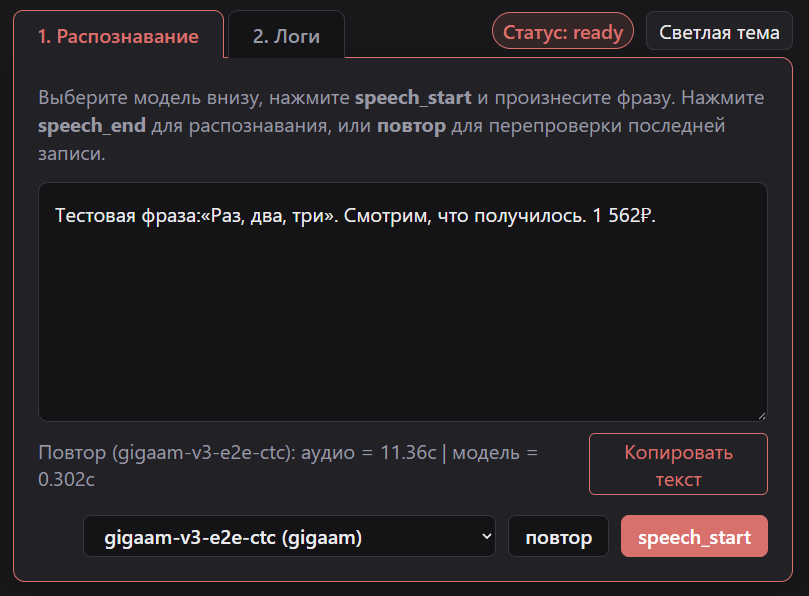 1. Распознавание
2. Логи
Статус: ready
Светлая тема
Выберите модель внизу, нажмите speech_start и произнесите фразу. Нажмите
speech_end для распознавания, или повтор для перепроверки последней
записи.
Тестовая фраза:«Раз, два, три». Смотрим, что получилось. 1 562₽.
Повтор (gigaam-v3-e2e-ctc): аудио = 11.36с | модель =
0.302с
Копировать
текст
gigaam-v3-e2e-ctc (gigaam)
повтор
speech_start